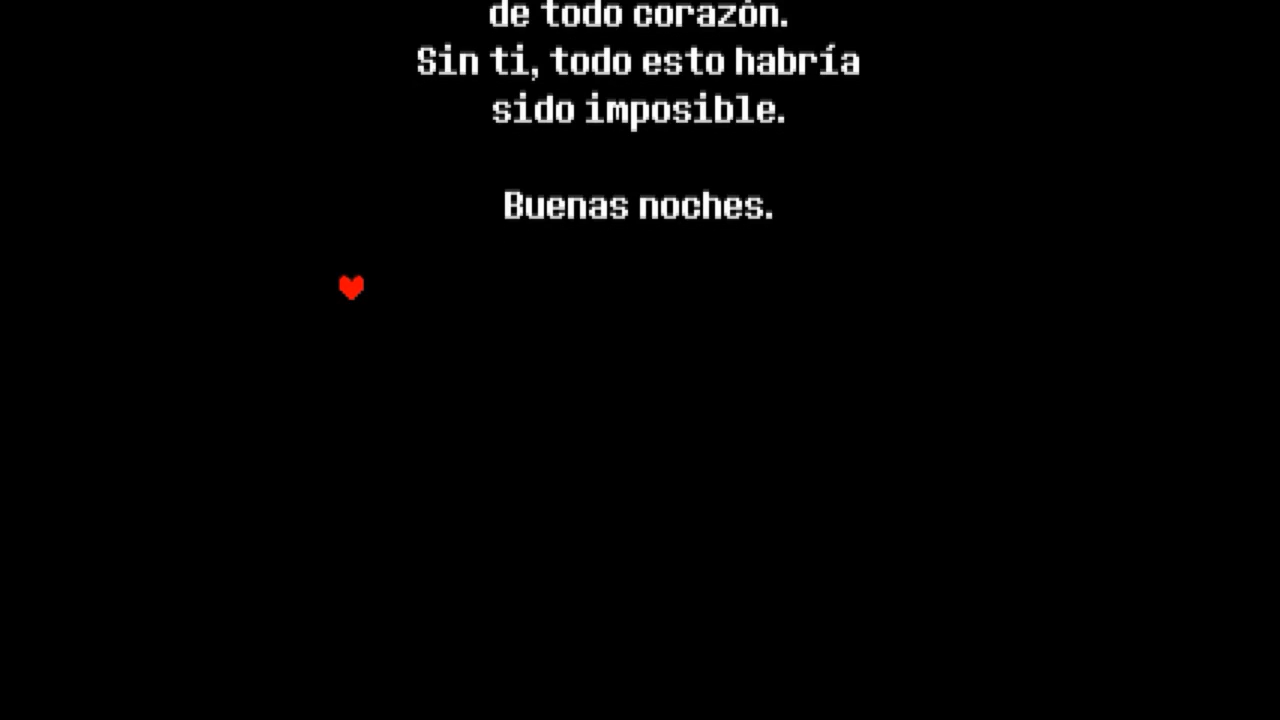 de todo corazón.
Sin ti, todo esto habría
sido imposible.
Buenas noches.